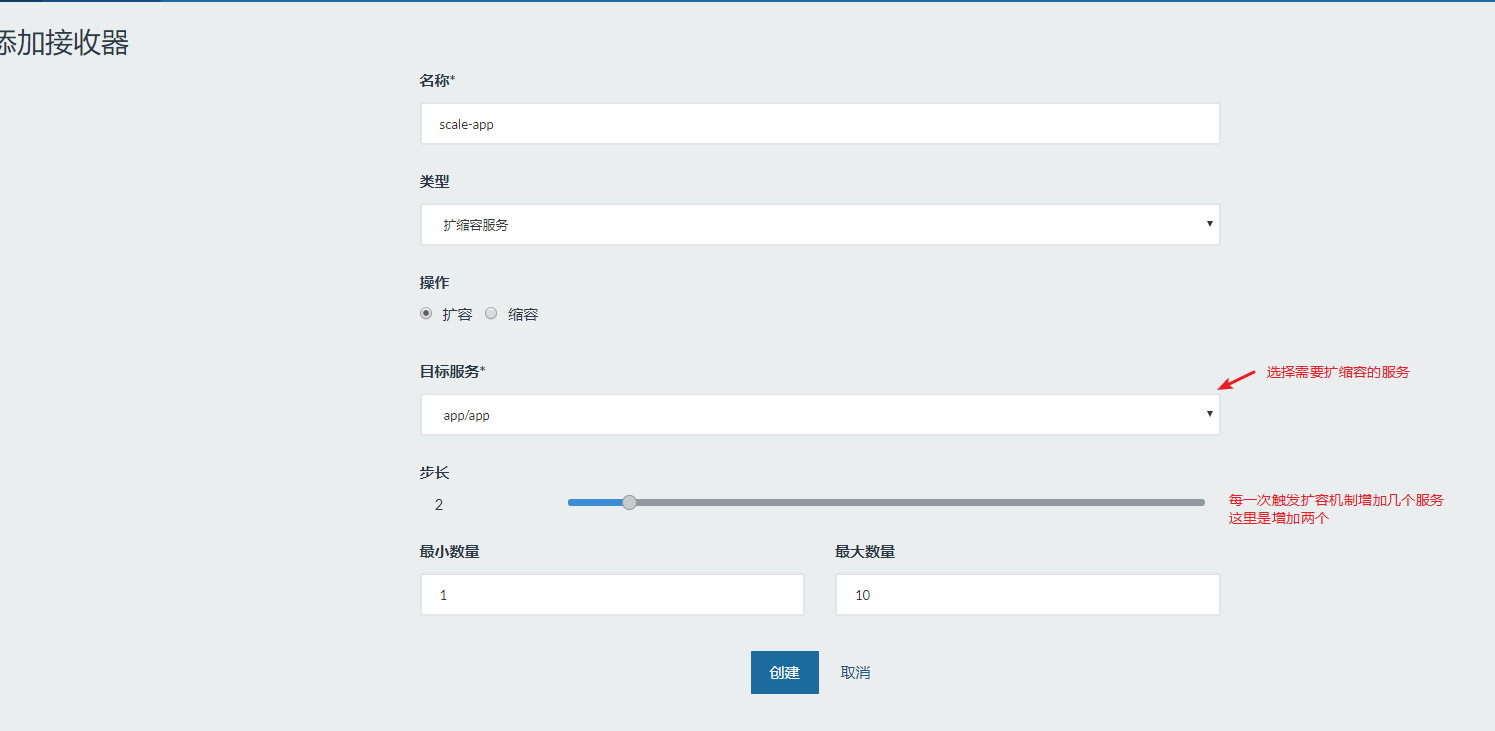 添加接收器
名称*
scale-app
类型
扩缩容服务
操作
扩容 缩容
目标服务*
选择需要扩缩容的服务
app/app
步长
2
每一次触发扩容机制增加几个服务
这里是增加两个
最小数量 最大数量
1 10
创建 取消